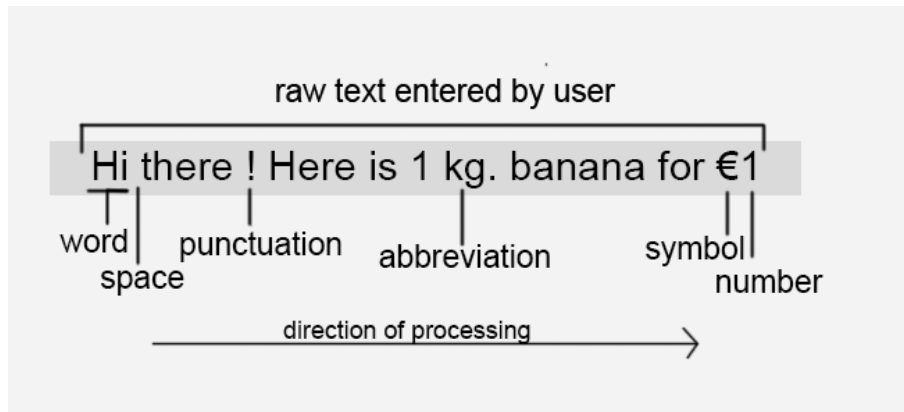 raw text entered by user
Hi there ! Here is 1 kg. banana for €1
word
punctuation
abbreviation
symbol
space
number
direction of processing